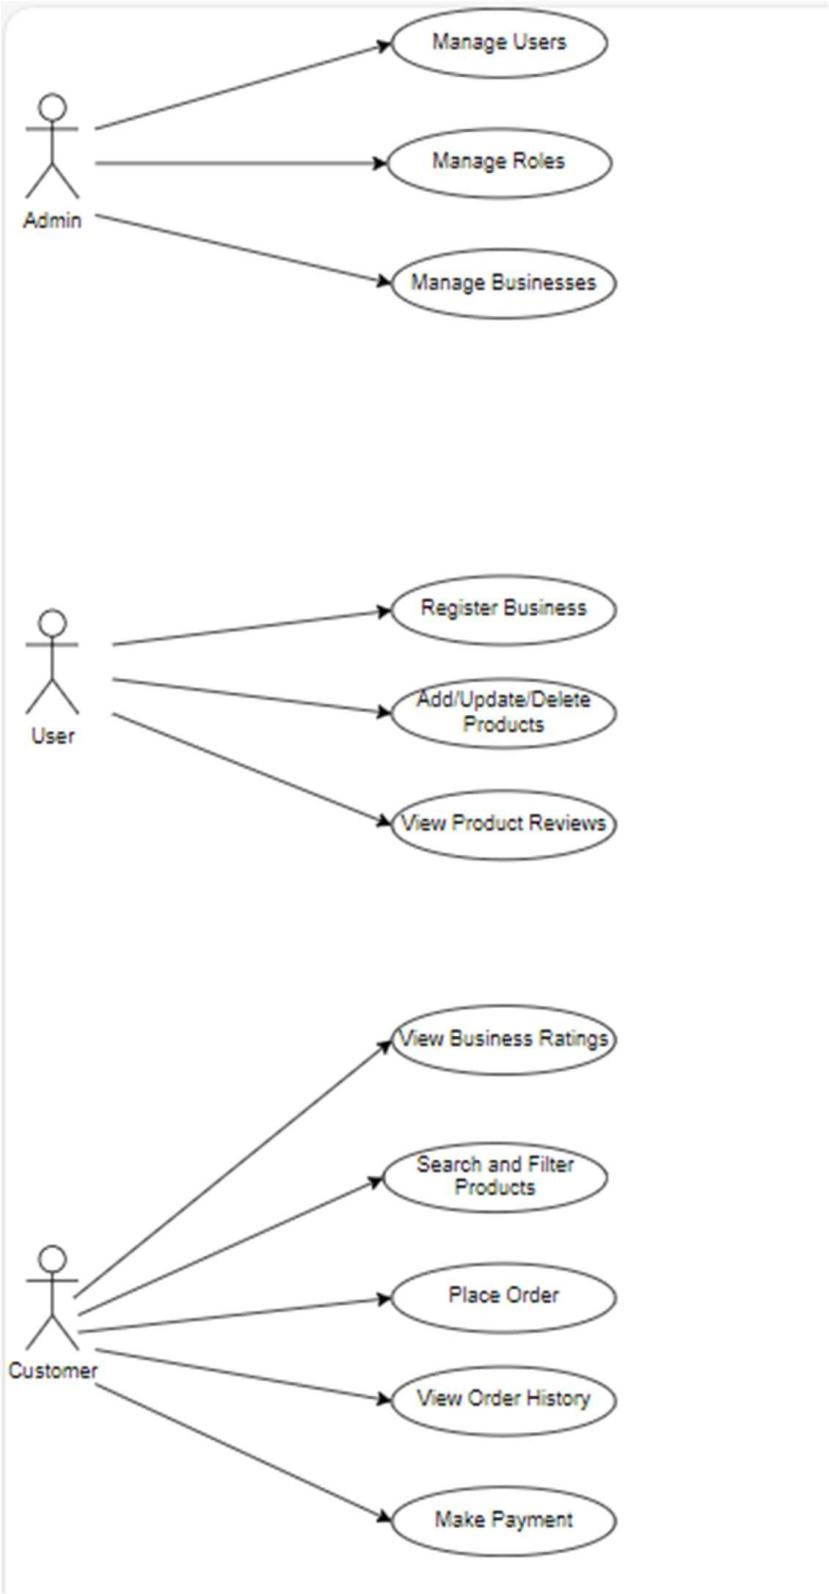 Manage Users
Manage Roles
Admin
Manage Businesses
Register Business
Add/Update/Delete
Products
User
View Product Reviews
View Business Ratings
Search and Filter
Products
Place Order
Customer
View Order History
Make Payment